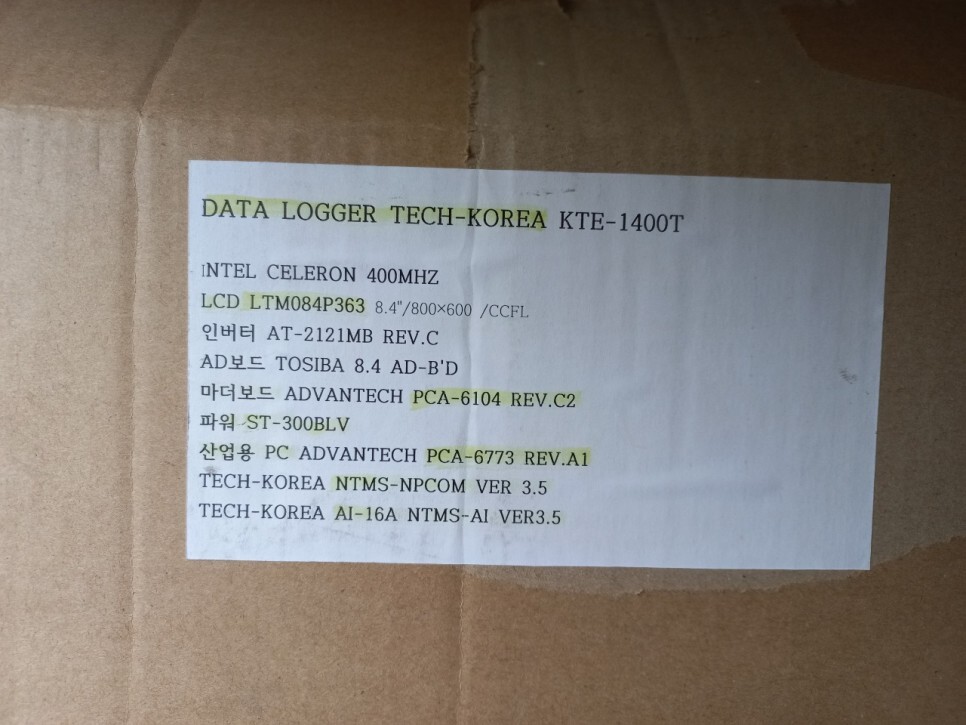 DATA LOGGER TECH-KOREA KTE-1400T
INTEL CELERON 400MHZ
LCD LTM084P363 8.4"/800×600 /CCFL
인버터 AT-2121MB REV.C
AD보드 TOSIBA 8.4 AD-B'D
마더보드 ADVANTECH PCA-6104 REV.C2
파워 ST-300BLV
산업용 PC ADVANTECH PCA-6773 REV.A1
TECH-KOREA NTMS-NPCOM VER 3.5
TECH-KOREA AI-16A NTMS-AI VER3.5